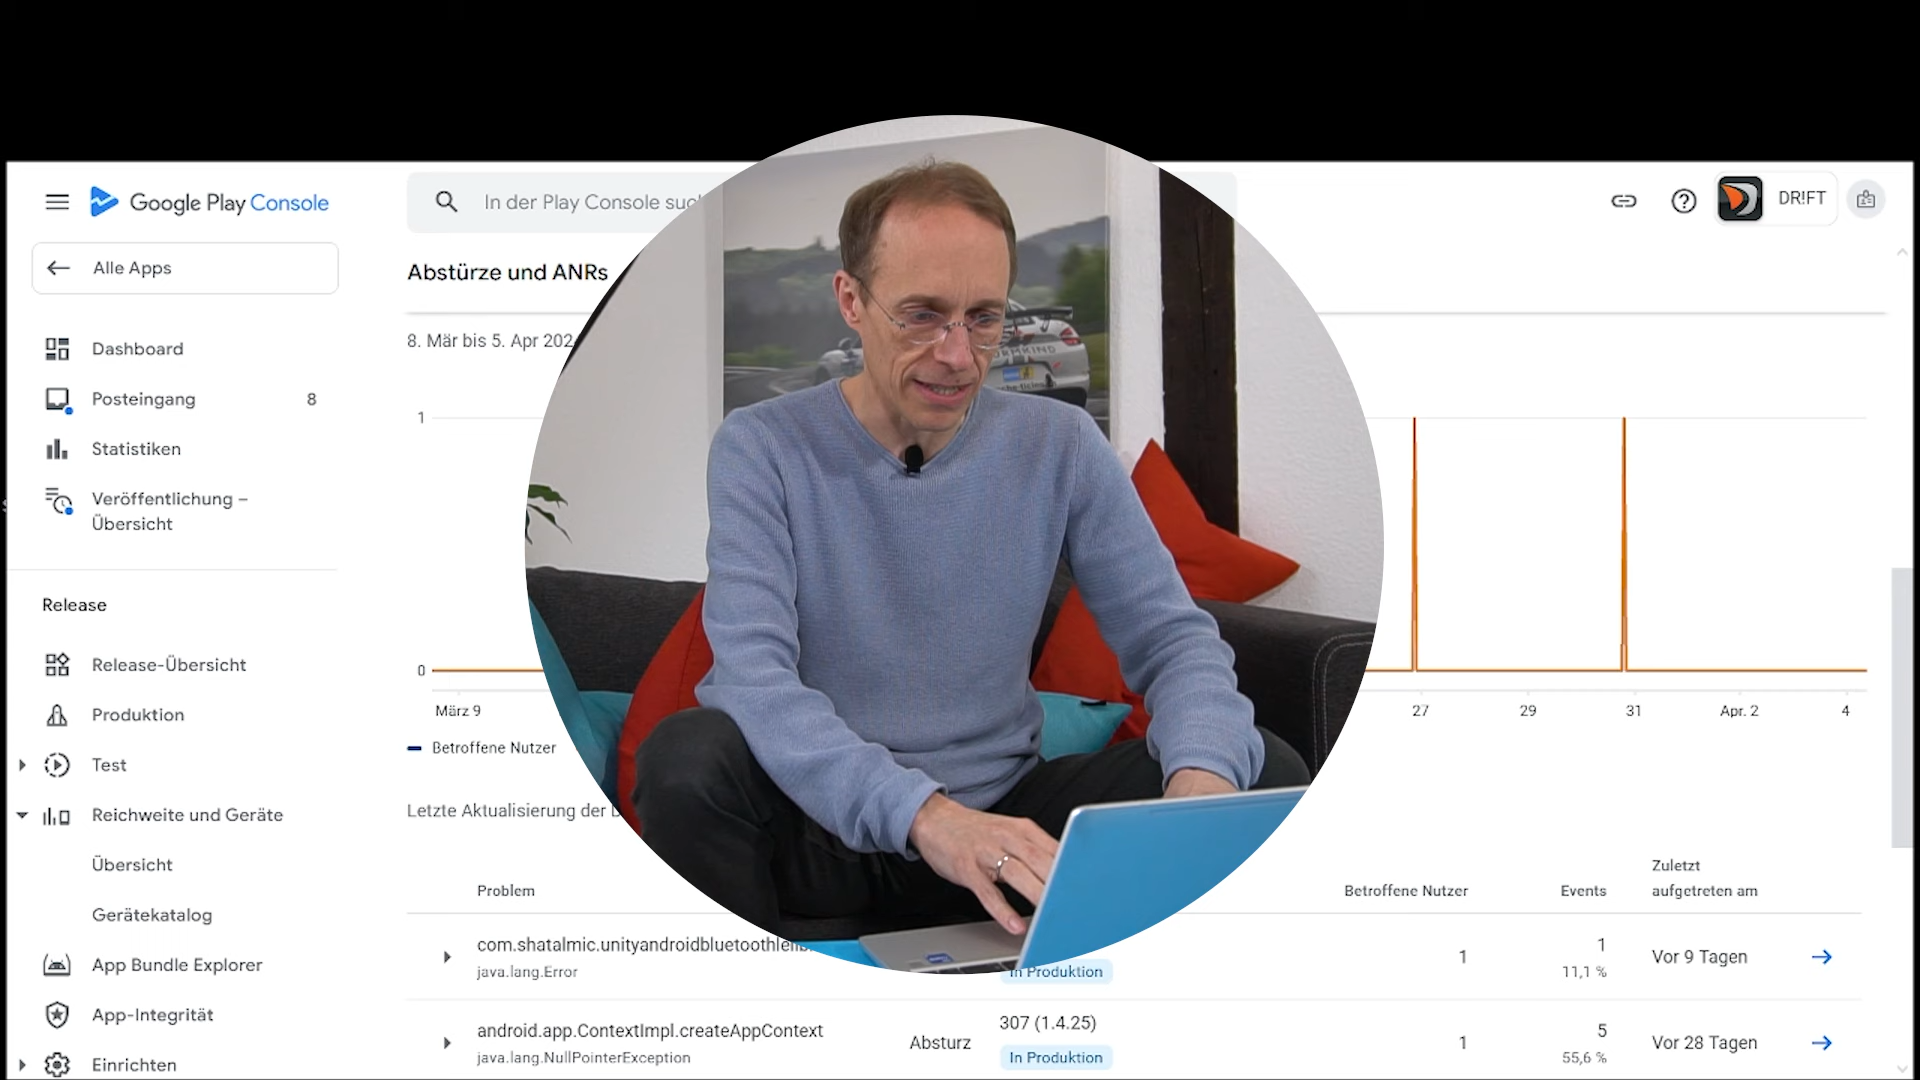 Google Play Console
In der Play Console
DR!FT
Alle Apps
Abstürze und ANRs
Dashboard
8. Mär bis 5. Apr
Posteingang 8
1
Statistiken
Veröffentlichung –
Übersicht
Release
Release-Übersicht
0
Produktion
März 9 27 29 31 Apr. 2 4
Betroffene Nutzer
Test
Letzte Aktualisierung der
Reichweite und Geräte
Übersicht
Gerätekatalog
Problem Betroffene Nutzer Events Zuletzt
aufgetreten am
com.shatalmic.unityandroidbluetoothlelib
java.lang.Error
In Produktion
1
1
11,1 %
Vor 9 Tagen
App Bundle Explorer
App-Integrität
android.app.ContextImpl.createAppContext
java.lang.NullPointerException
Absturz
307 (1.4.25)
In Produktion
1
5
55,6 %
Vor 28 Tagen
Einrichten